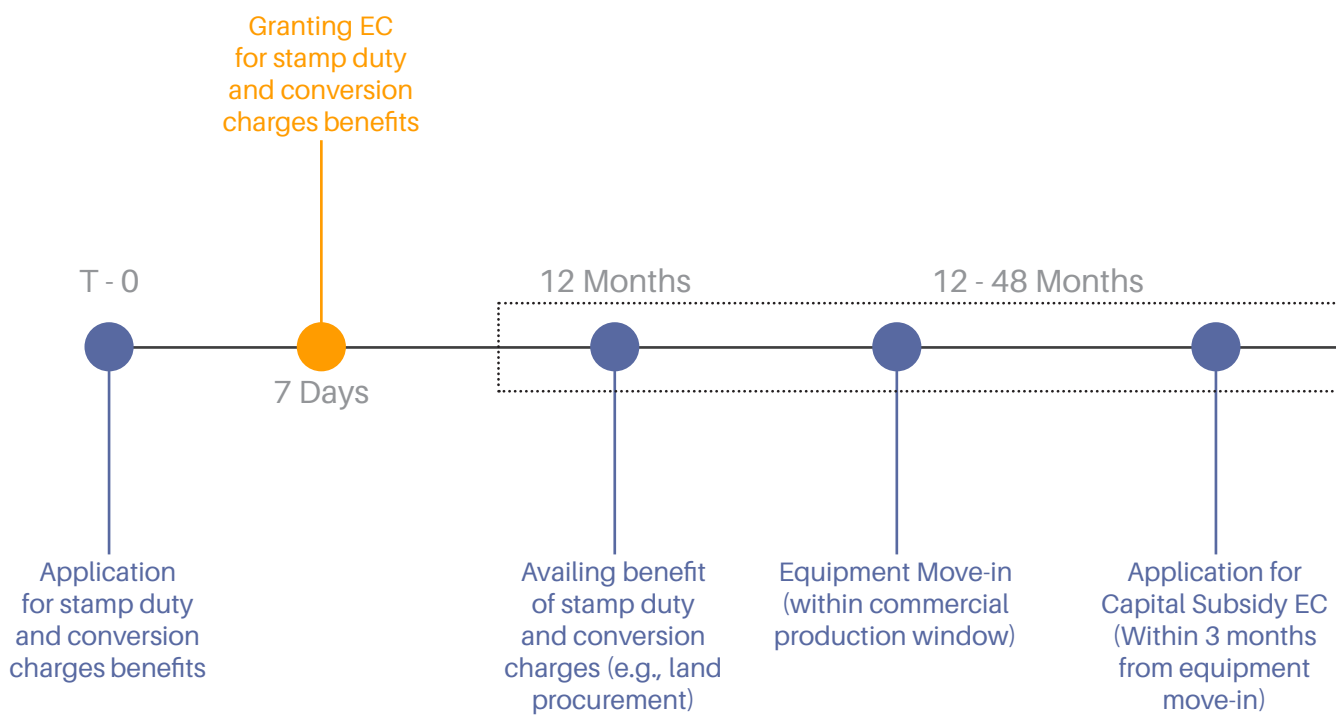 Granting EC
for stamp duty
and conversion
charges benefits
T - 0
12 Months
12 - 48 Months
7 Days
Application
for stamp duty
and conversion
charges benefits
Availing benefit
of stamp duty
and conversion
charges (e.g., land
procurement)
Equipment Move-in
(within commercial
production window)
Application for
Capital Subsidy EC
(Within 3 months
from equipment
move-in)